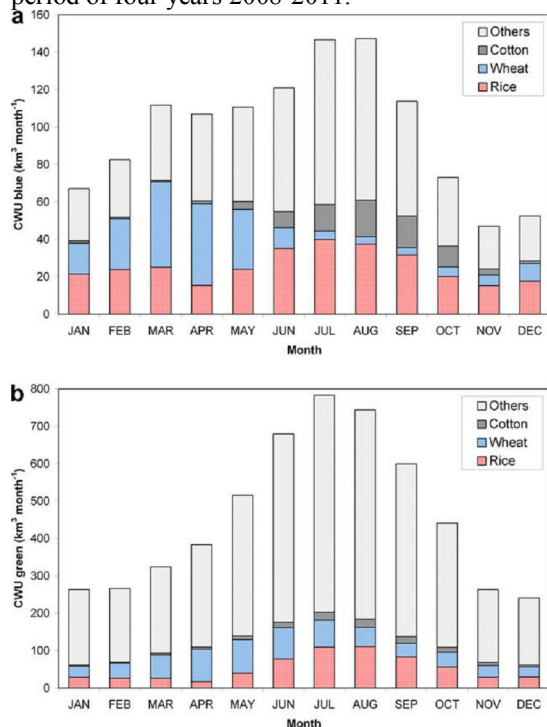 period of four years 2008-2011.
a
160
140
120
100
80
60
40
20
0
CWU blue (km³ month⁻¹)
Others
Cotton
Wheat
Rice
JAN FEB MAR APR MAY JUN JUL AUG SEP OCT NOV DEC
Month
b
800
700
600
500
400
300
200
100
0
CWU green (km³ month⁻¹)
Others
Cotton
Wheat
Rice
JAN FEB MAR APR MAY JUN JUL AUG SEP OCT NOV DEC
Month